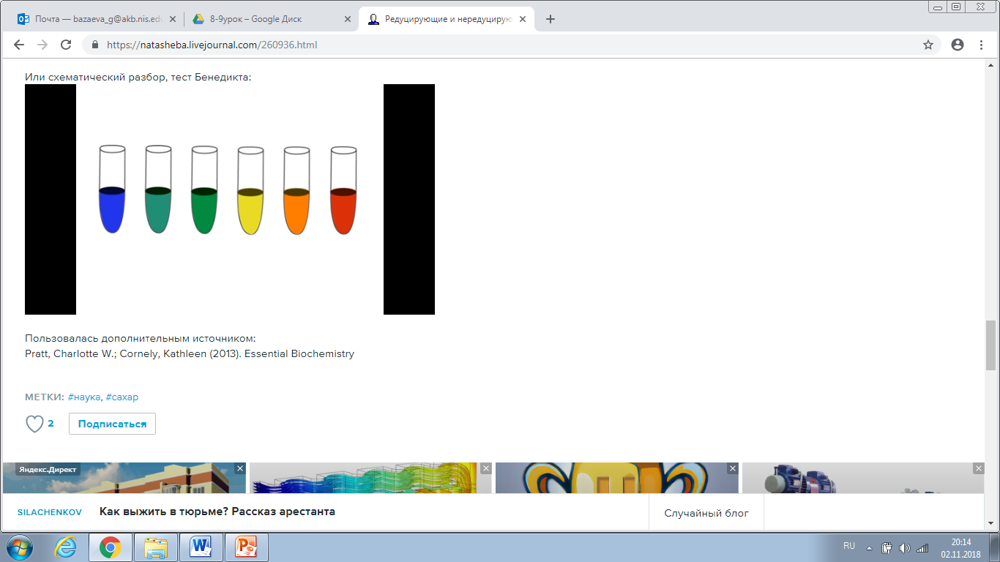 Почта — bazaeva_g@akb.nis.ed
8-9урок – Google Диск
Редуцирующие и нередуцирую
https://natasheba.livejournal.com/260936.html
Или схематический разбор, тест Бенедикта:
Пользовалась дополнительным источником:
Pratt, Charlotte W.; Cornely, Kathleen (2013). Essential Biochemistry
МЕТКИ: #наука, #сахар
2 Подписаться
Яндекс.Директ
SILACHENKOV Как выжить в тюрьме? Рассказ арестанта Случайный блог
RU 20:14
02.11.2018